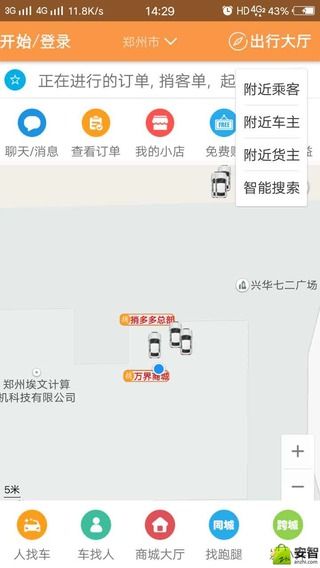 3G 4G 11.8K/s 14:29 HD 4G 43%
开始/登录 郑州市 出行大厅
正在进行的订单, 捎客单, 起
附近乘客
附近车主
附近货主
智能搜索
聊天/消息 查看订单 我的小店 免费 益
FREE
兴华七二广场
捎多多总部
万界商城
郑州埃文计算
机科技有限公司
+
5米
−
同城 跨城
人找车 车找人 商城大厅 找跑腿
安智
anzhi.com